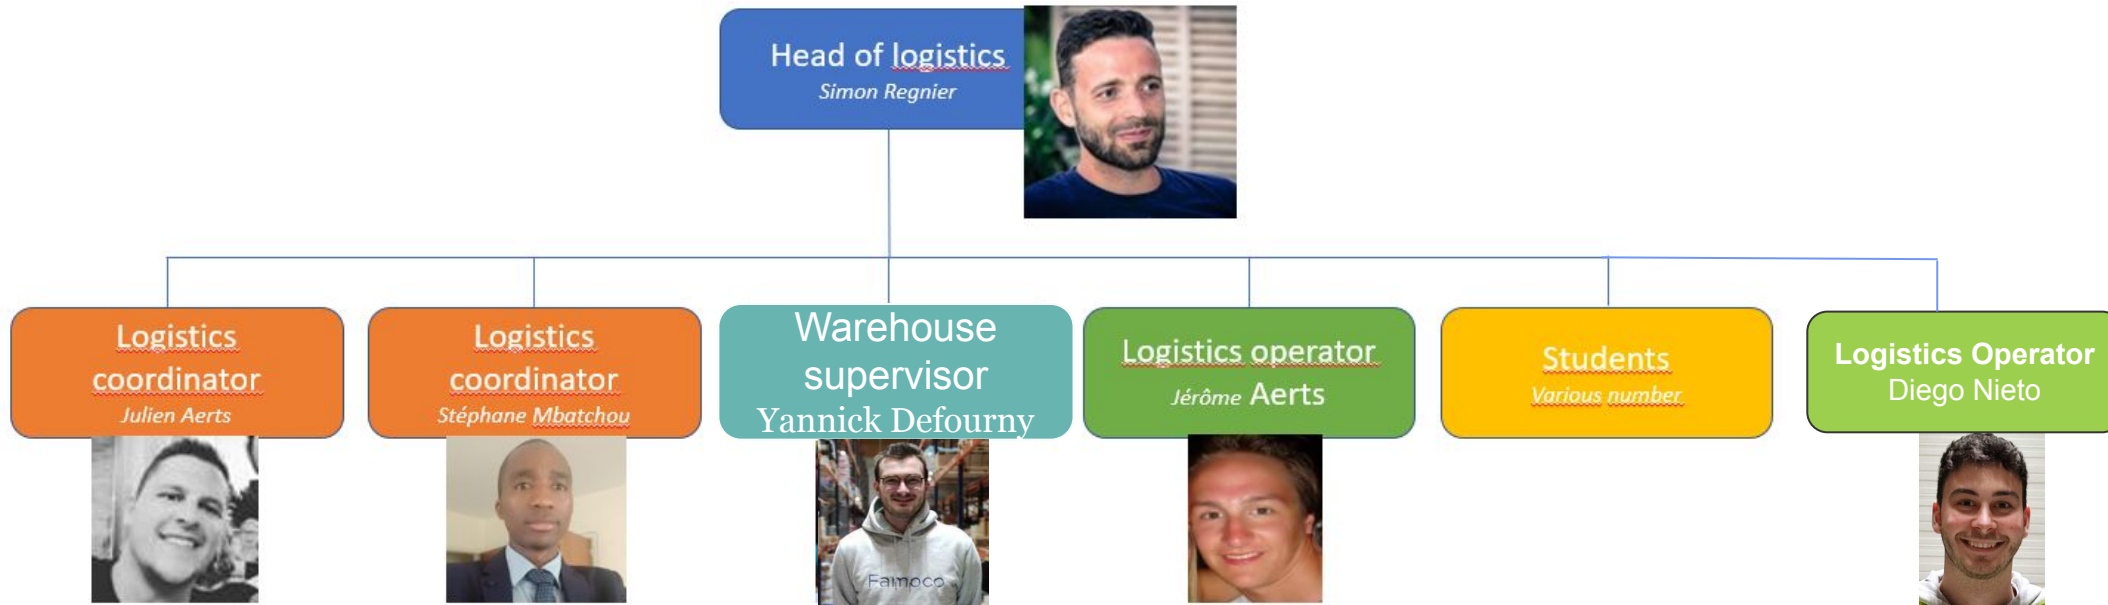 Head of logistics
Simon Regnier
Logistics
coordinator
Julien Aerts
Logistics
coordinator
Stéphane Mbatchou
Warehouse
supervisor
Yannick Defourny
Logistics operator
Jérôme Aerts
Students
Various number
Logistics Operator
Diego Nieto
Famoco